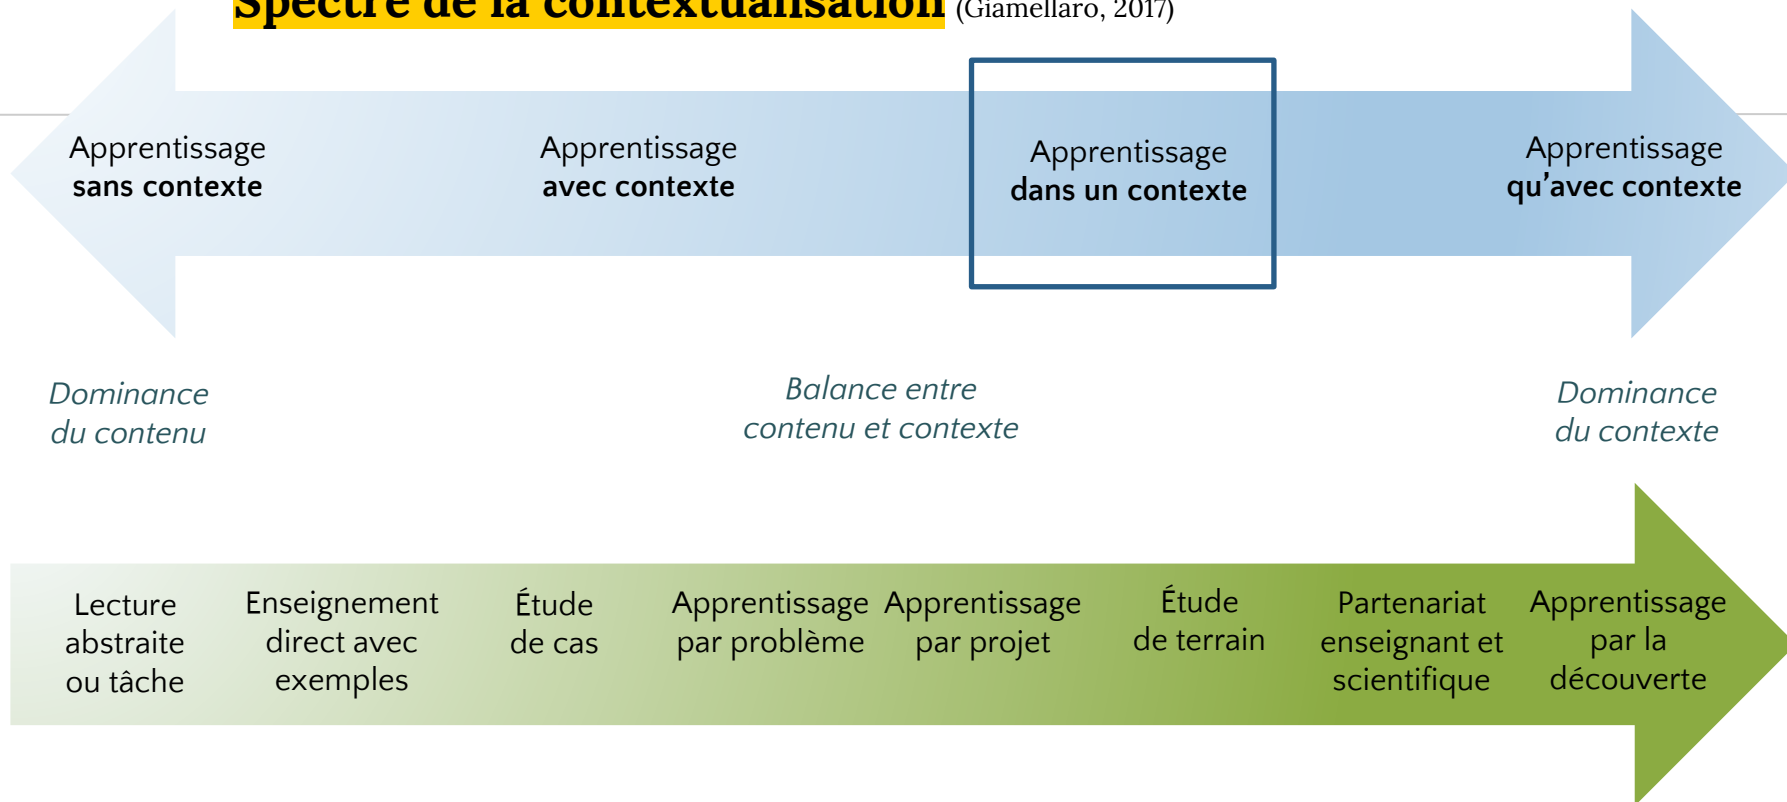 Spectre de la contextualisation (Giamellaro, 2017)
Apprentissage
sans contexte
Apprentissage
avec contexte
Apprentissage
dans un contexte
Apprentissage
qu’avec contexte
Dominance
du contenu
Balance entre
contenu et contexte
Dominance
du contexte
Lecture
abstraite
ou tâche
Enseignement
direct avec
exemples
Étude
de cas
Apprentissage
par problème
Apprentissage
par projet
Étude
de terrain
Partenariat
enseignant et
scientifique
Apprentissage
par la
découverte